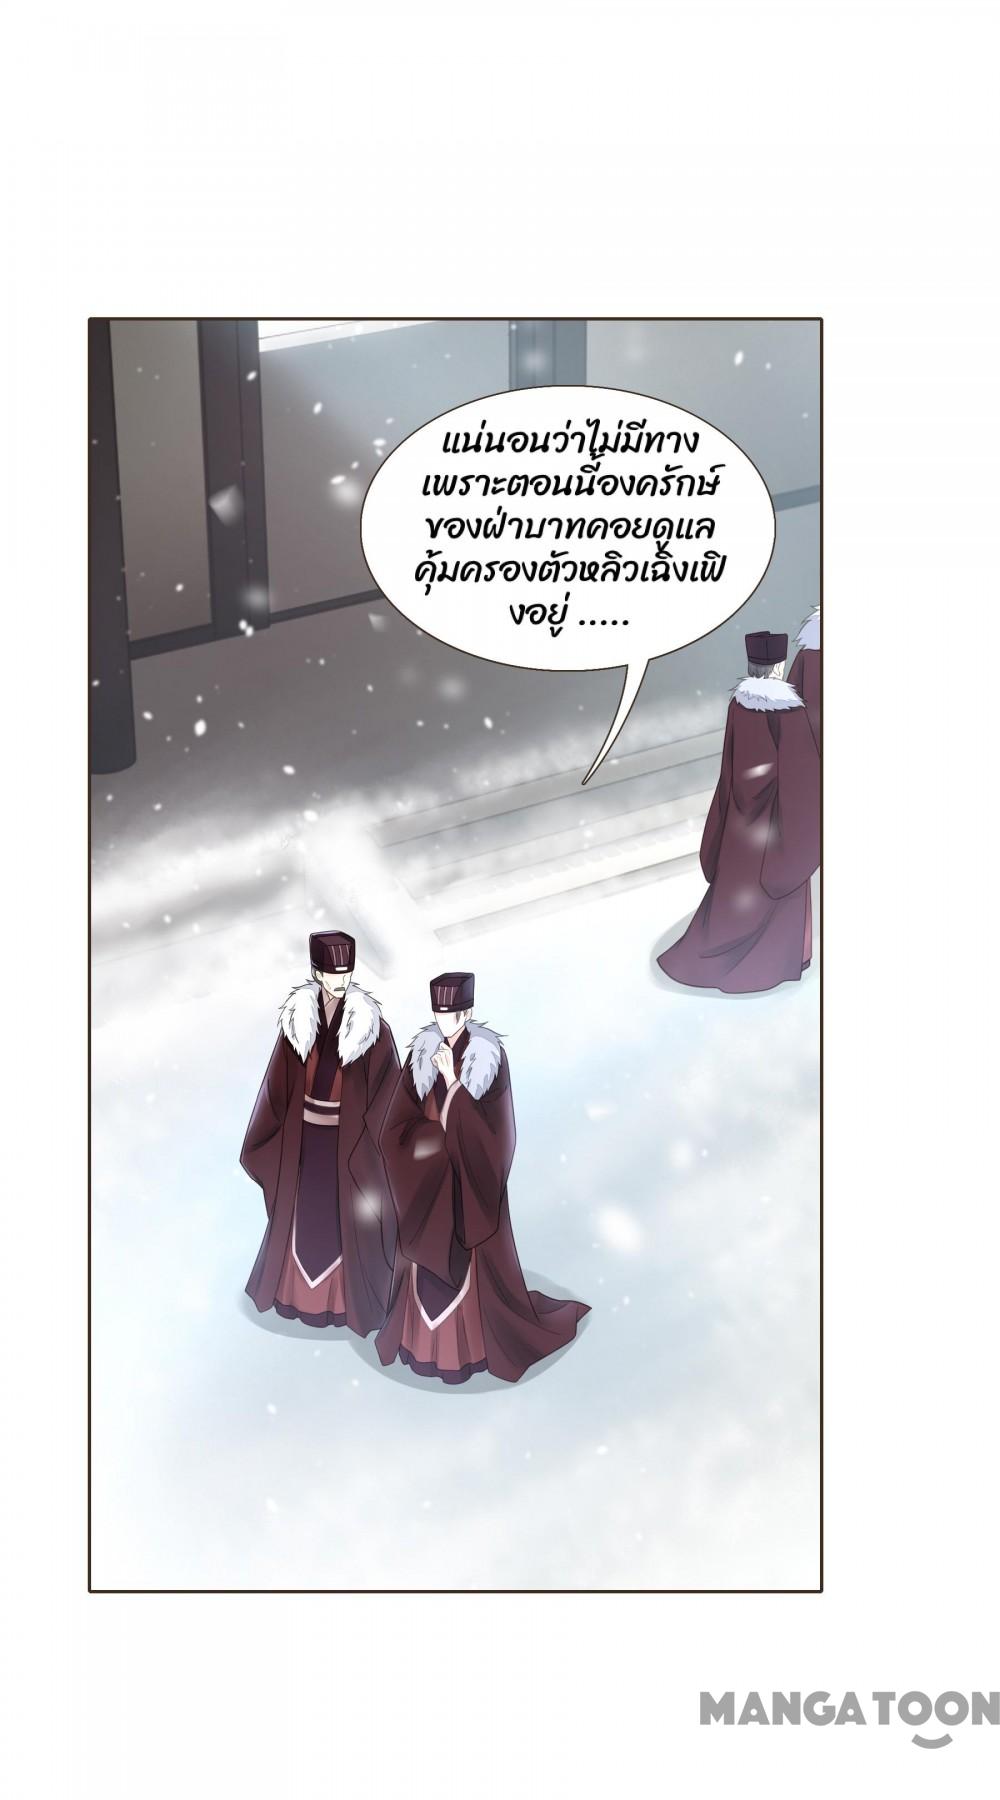 แน่นอนว่าไม่มีทาง
เพราะตอนนี้องครักษ์
ของฝ่าบาทคอยดูแล
คุ้มครองตัวหลิวเฉิงเฟิ
งอยู่ .....
MANGATOON